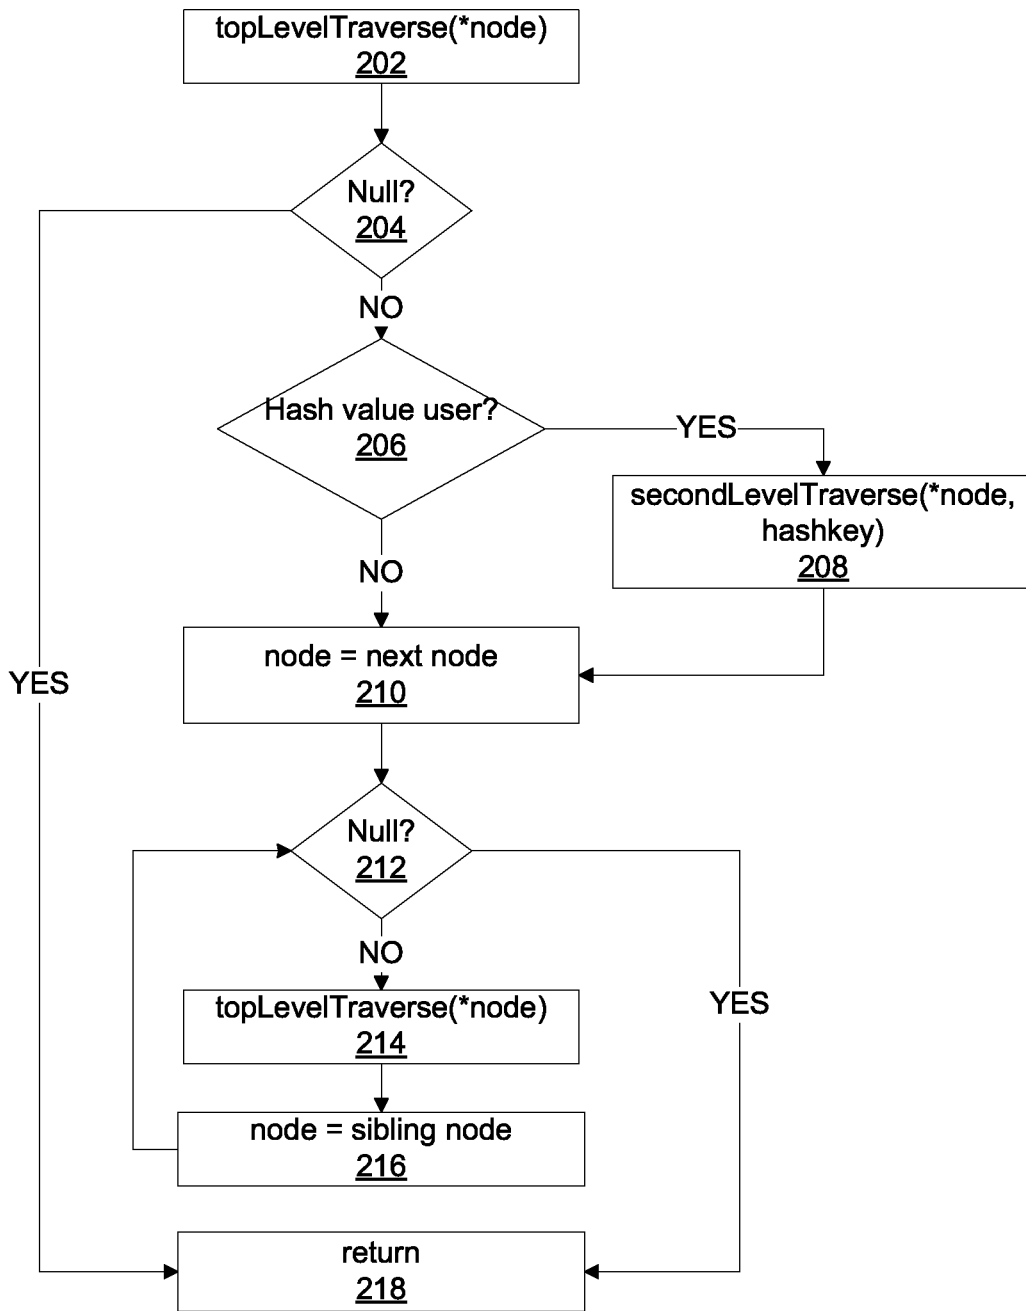 topLevelTraverse(*node)
202
Null?
204
NO
Hash value user?
206
YES
secondLevelTraverse(*node,
hashkey)
208
NO
node = next node
210
YES
Null?
212
NO
topLevelTraverse(*node)
214
YES
node = sibling node
216
return
218